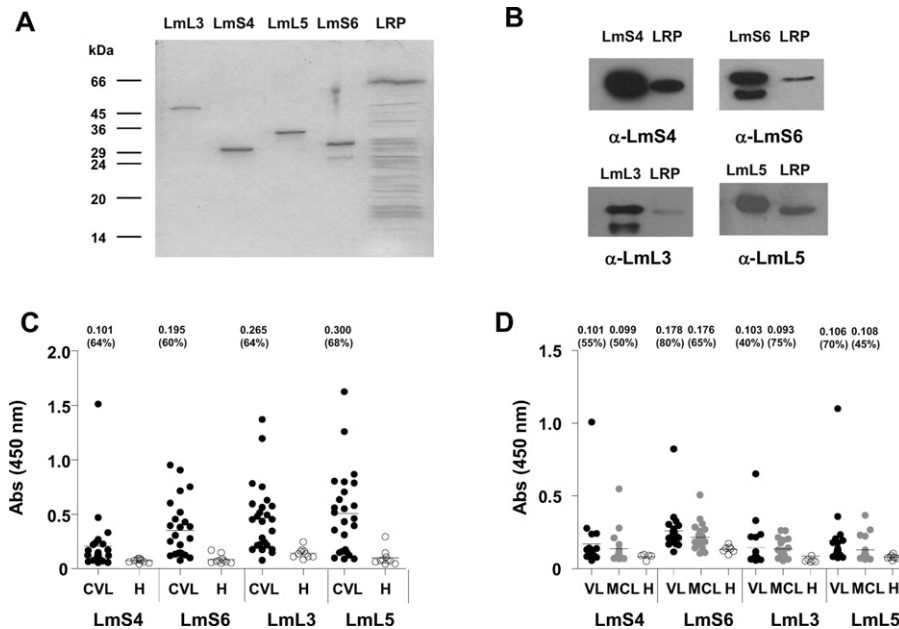 A
LmL3 LmS4 LmL5 LmS6 LRP
kDa
66
45
36
29
24
20
14
B
LmS4 LRP
LmS6 LRP
α-LmS4
α-LmS6
LmL3 LRP
LmL5 LRP
α-LmL3
α-LmL5
C
0.101 0.195 0.265 0.300
(64%) (60%) (64%) (68%)
Abs (450 nm)
2.0
1.5
1.0
0.5
0
CVL H CVL H CVL H CVL H
LmS4 LmS6 LmL3 LmL5
D
0.101 0.099 0.178 0.176 0.103 0.093 0.106 0.108
(55%) (50%) (80%) (65%) (40%) (75%) (70%) (45%)
Abs (450 nm)
1.5
1.0
0.5
0
VL MCL H VL MCL H VL MCL H VL MCL H
LmS4 LmS6 LmL3 LmL5